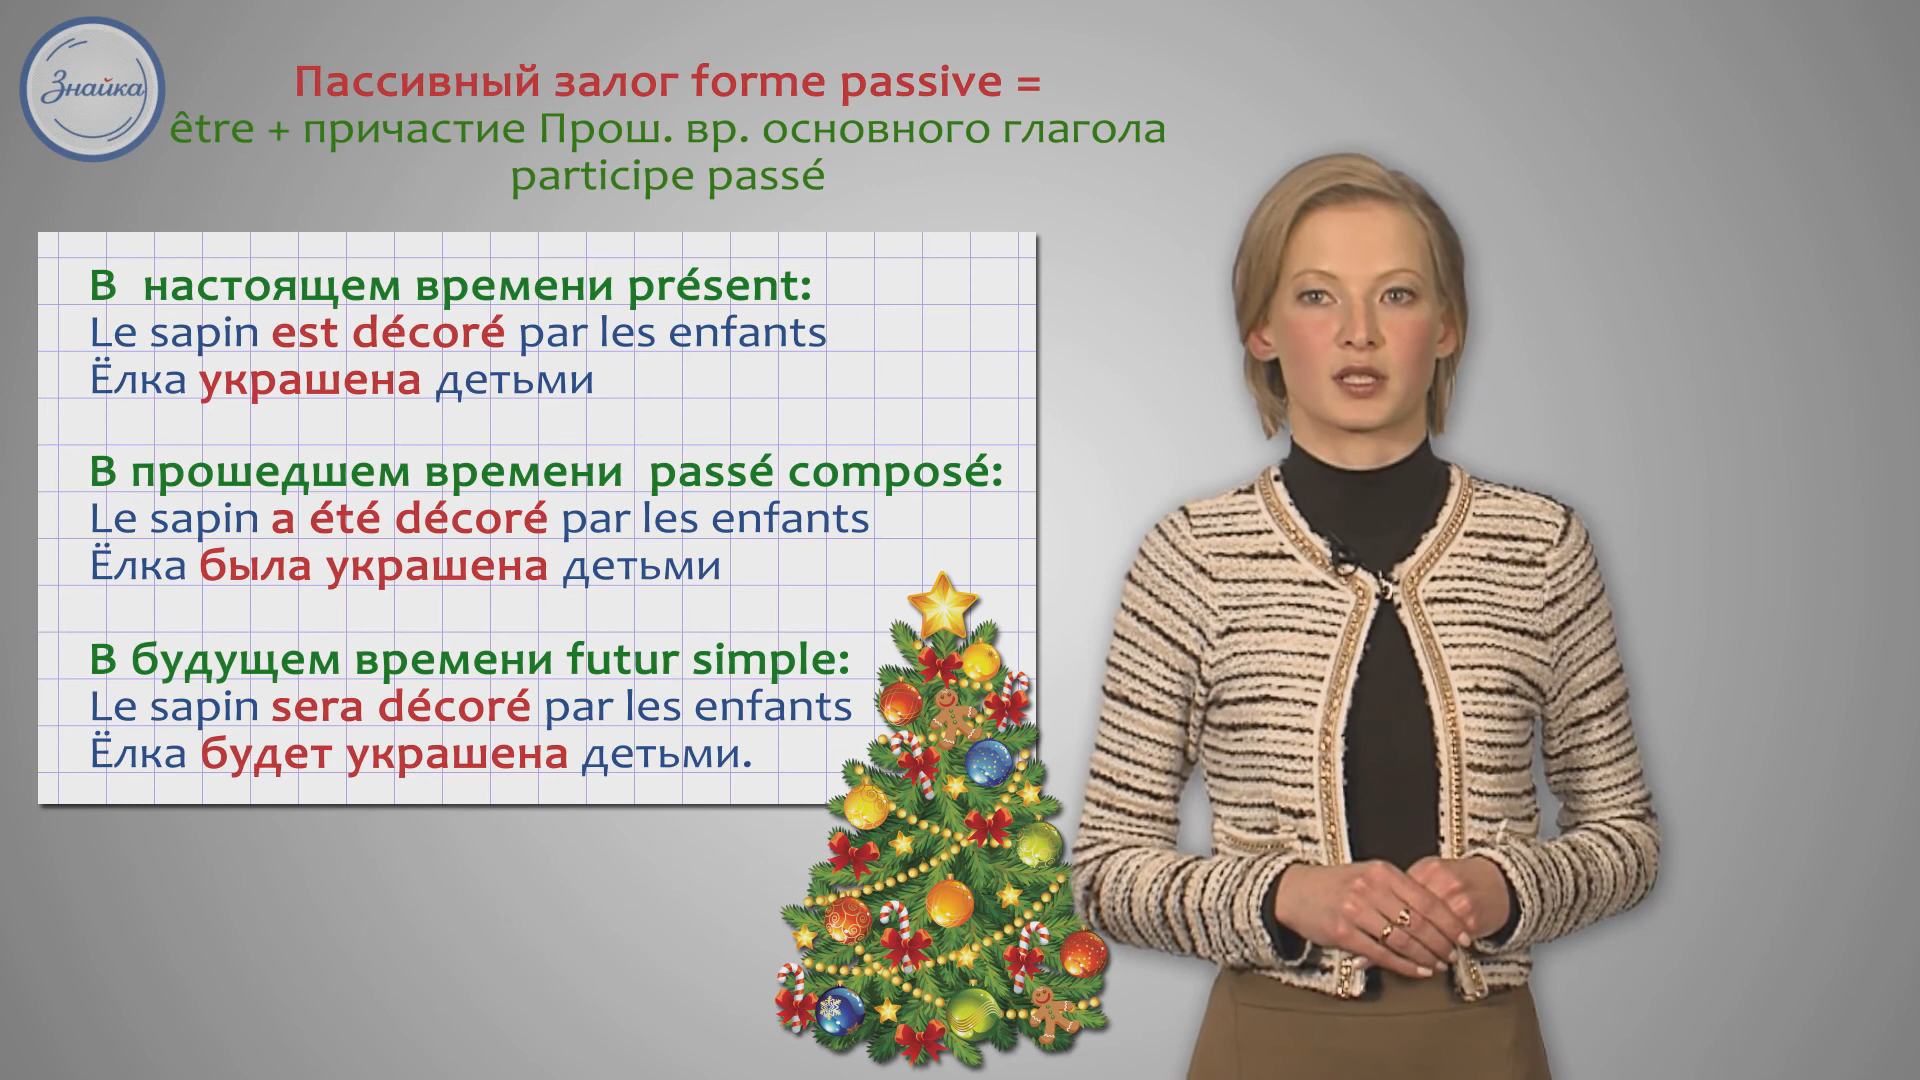 Знайка
Пассивный залог forme passive =
être + причастие Прош. вр. основного глагола
participe passé
В настоящем времени présent:
Le sapin est décoré par les enfants
Ёлка украшена детьми
В прошедшем времени passé composé:
Le sapin a été décoré par les enfants
Ёлка была украшена детьми
В будущем времени futur simple:
Le sapin sera décoré par les enfants
Ёлка будет украшена детьми.